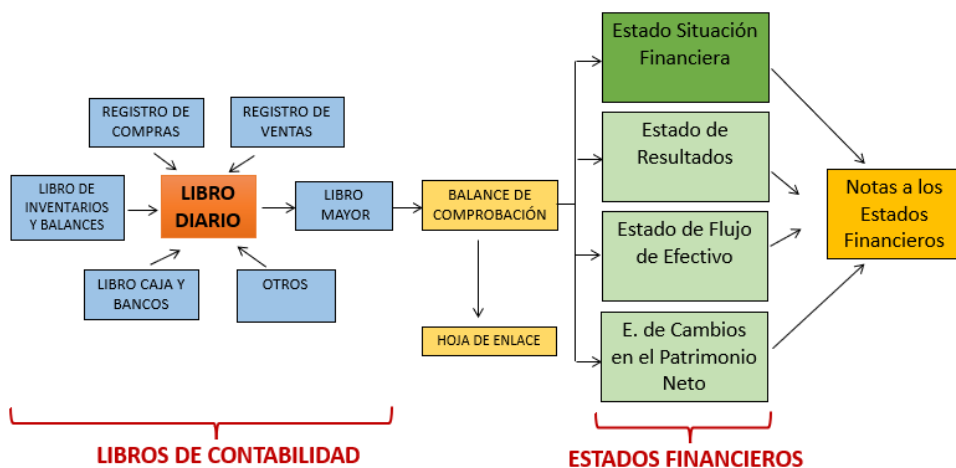 REGISTRO DE
COMPRAS
REGISTRO DE
VENTAS
LIBRO DE
INVENTARIOS
Y BALANCES
LIBRO
DIARIO
LIBRO
MAYOR
LIBRO CAJA Y
BANCOS
OTROS
BALANCE DE
COMPROBACIÓN
HOJA DE ENLACE
Estado Situación
Financiera
Estado de
Resultados
Estado de Flujo
de Efectivo
E. de Cambios
en el Patrimonio
Neto
Notas a los
Estados
Financieros
LIBROS DE CONTABILIDAD
ESTADOS FINANCIEROS